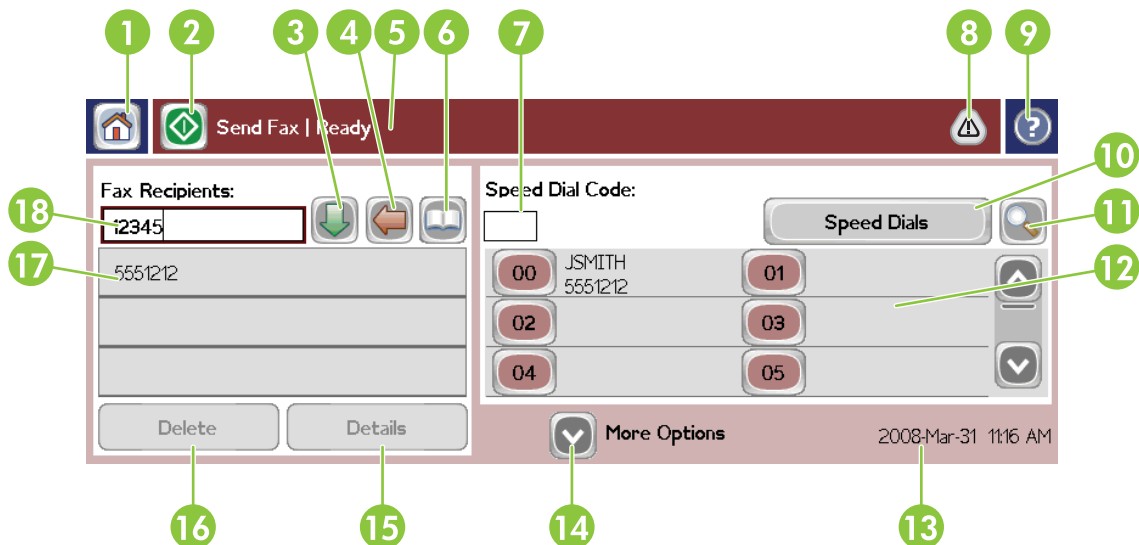 1 2 3 4 5 6 7 8 9
Send Fax | Ready
10
Fax Recipients:
Speed Dial Code:
18
12345
Speed Dials
11
17
5551212
00 JSMITH 01
5551212
12
02 03
04 05
Delete Details
More Options
2008-Mar-31 11:16 AM
16 15 14 13